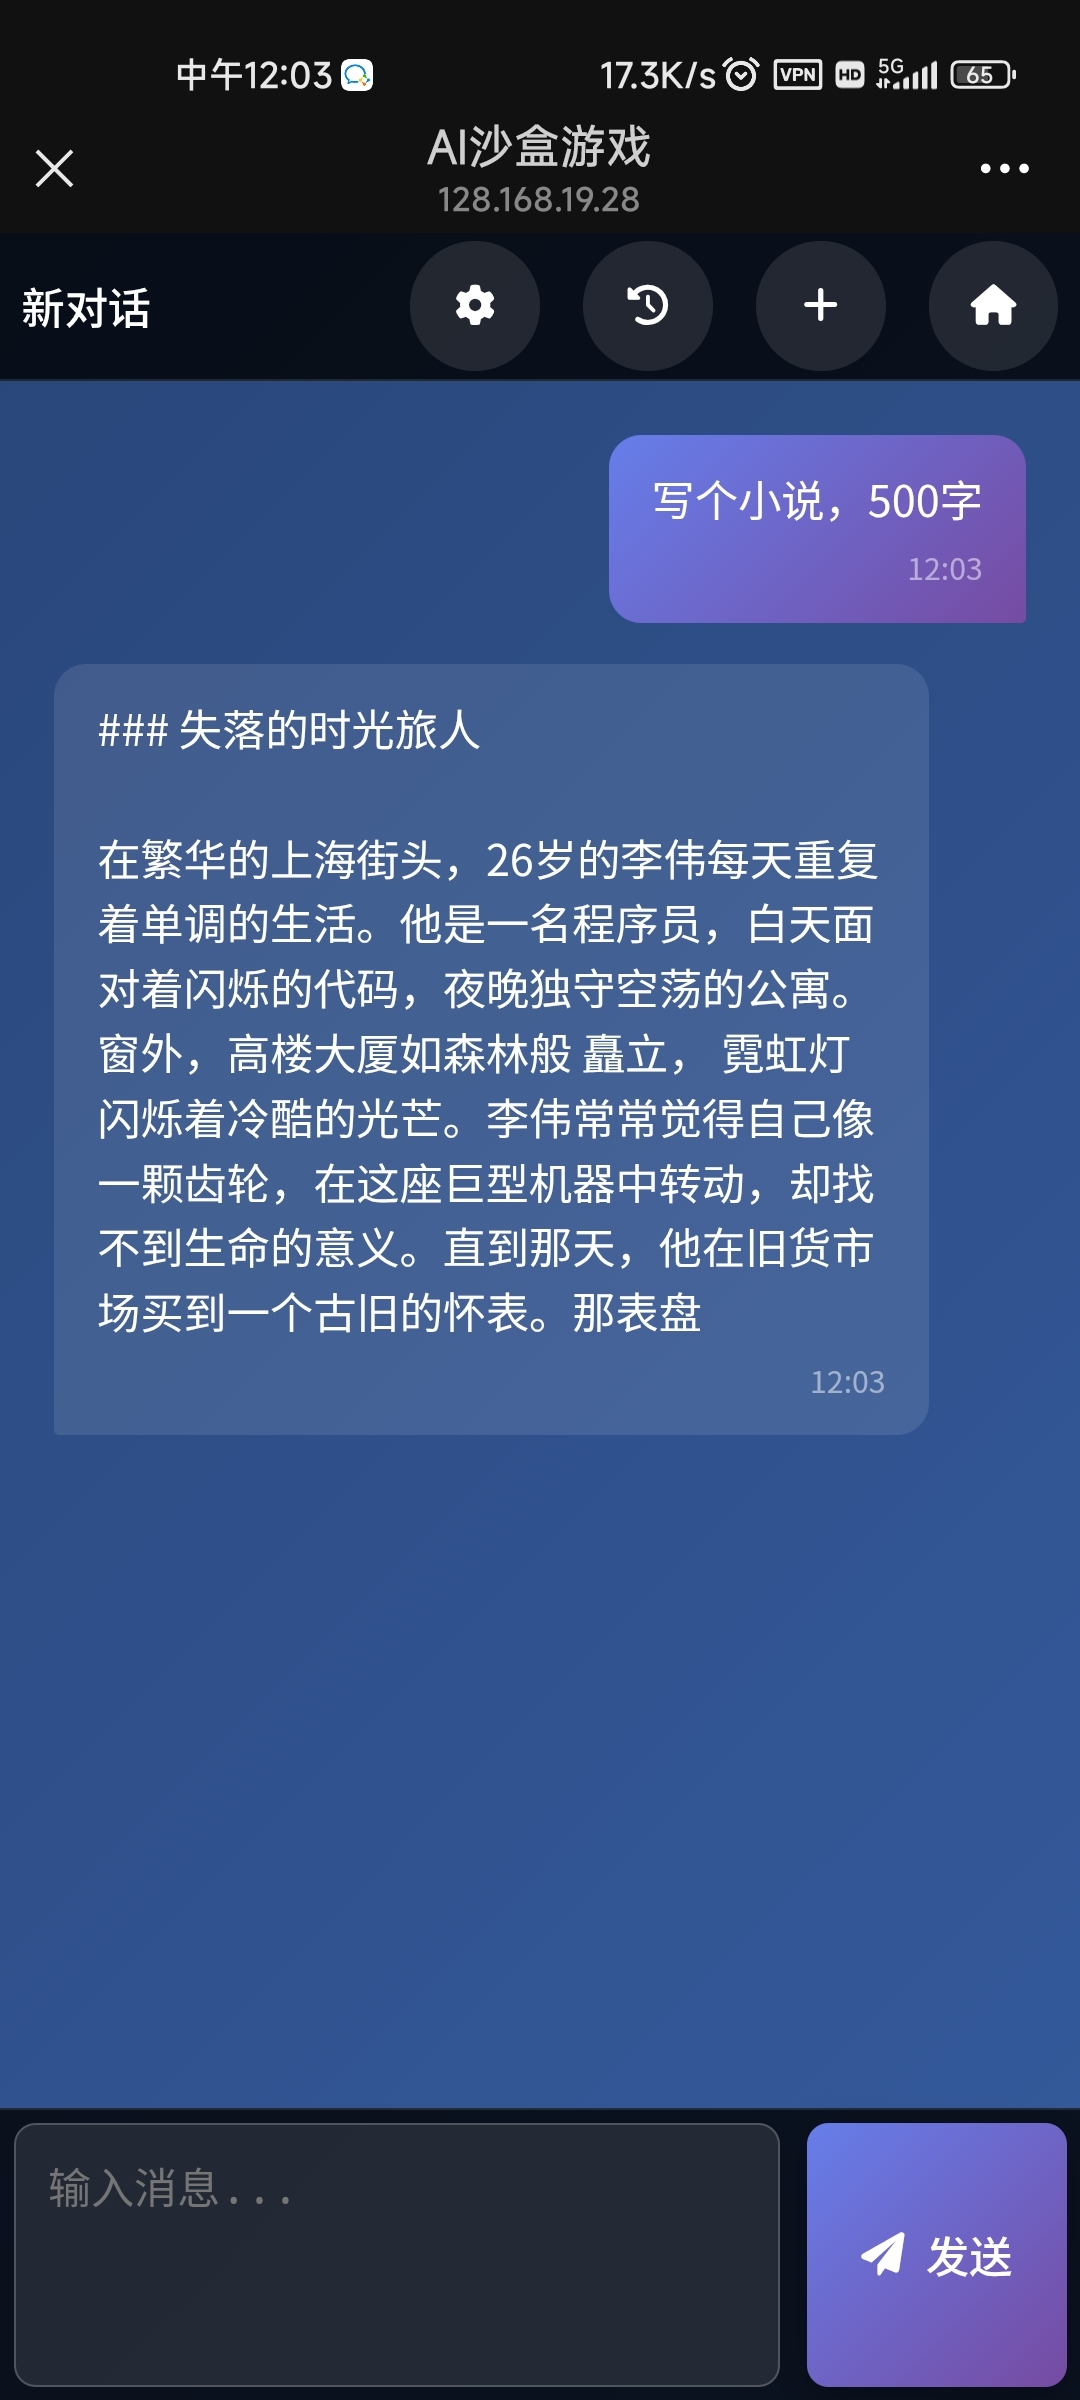 中午12:03
17.3K/s VPN HD 5G 65
AI沙盒游戏
128.168.19.28
新对话
写个小说，500字
12:03
### 失落的时光旅人
在繁华的上海街头，26岁的李伟每天重复
着单调的生活。他是一名程序员，白天面
对着闪烁的代码，夜晚独守空荡的公寓。
窗外，高楼大厦如森林般 矗立， 霓虹灯
闪烁着冷酷的光芒。李伟常常觉得自己像
一颗齿轮，在这座巨型机器中转动，却找
不到生命的意义。直到那天，他在旧货市
场买到一个古旧的怀表。那表盘
12:03
输入消息...
发送